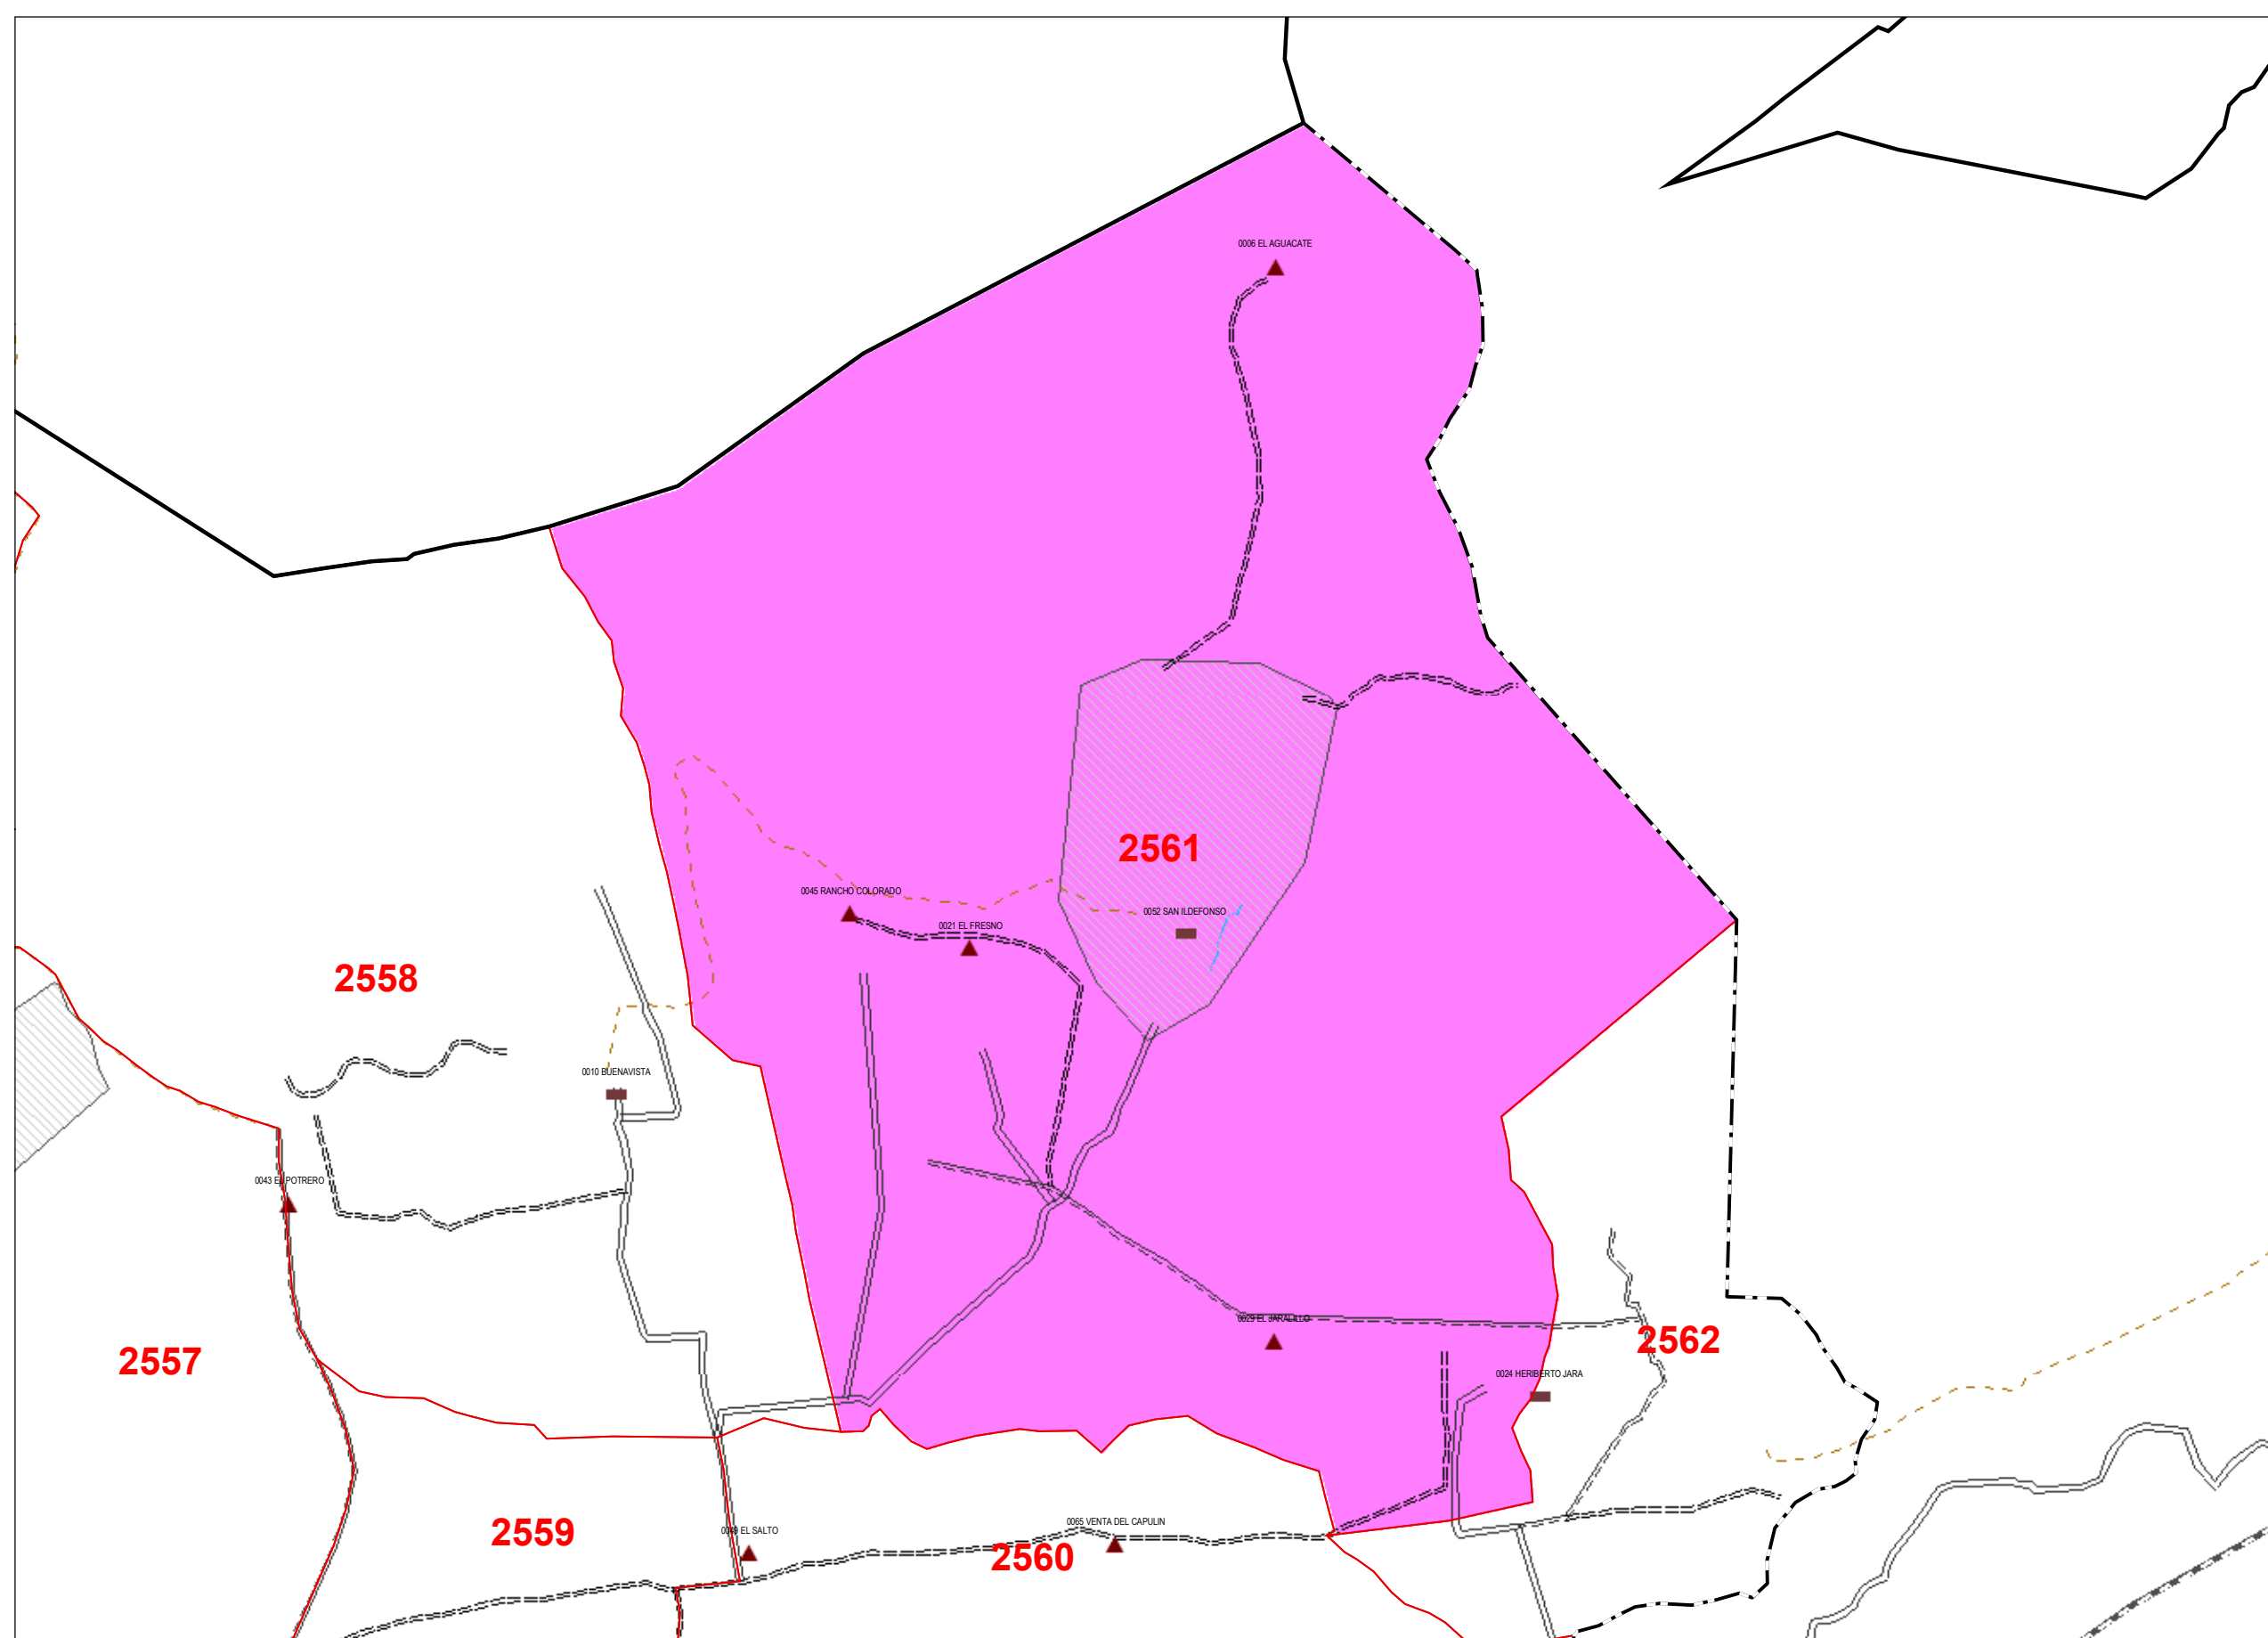 0006 EL AGUACATE
2561
0045 RANCHO COLORADO
0052 SAN ILDEFONSO
0021 EL FRESNO
2558
0010 BUENAVISTA
0043 EL POTRERO
0029 EL JARALILLO
2562
2557
0024 HERIBERTO JARA
0065 VENTA DEL CAPULIN
0049 EL SALTO
2559
2560